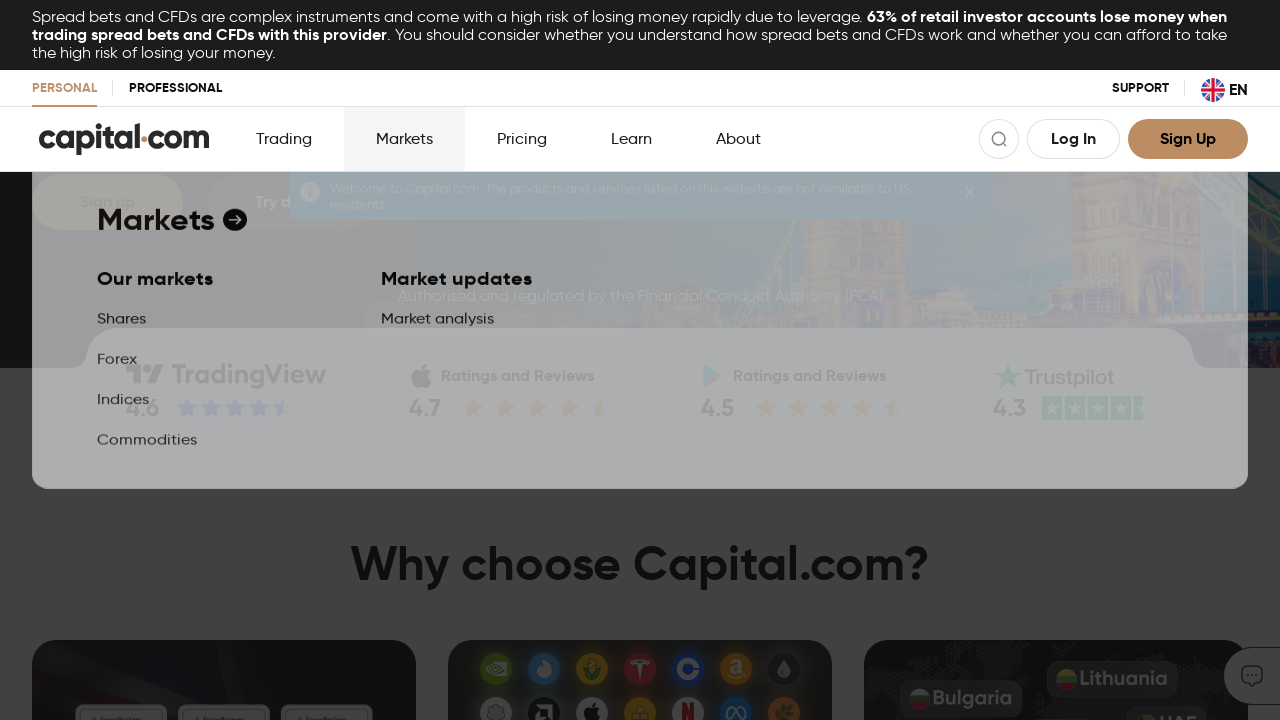 Spread bets and CFDs are complex instruments and come with a high risk of losing money rapidly due to leverage. 63% of retail investor accounts lose money when
trading spread bets and CFDs with this provider. You should consider whether you understand how spread bets and CFDs work and whether you can afford to take
the high risk of losing your money.
PERSONAL PROFESSIONAL SUPPORT EN
capital.com Trading Markets Pricing Learn About Log In Sign Up
Welcome to Capital.com. The products and services listed on this website are not available to US
residents.
Sign up Try d
Markets
Our markets Market updates
Authorised and regulated by the Financial Conduct Authority (FCA)
Shares Market analysis
Forex
TradingView Ratings and Reviews Ratings and Reviews Trustpilot
Indices
4.6 4.7 4.5 4.3
Commodities
Why choose Capital.com?
Lithuania
Bulgaria
UAE